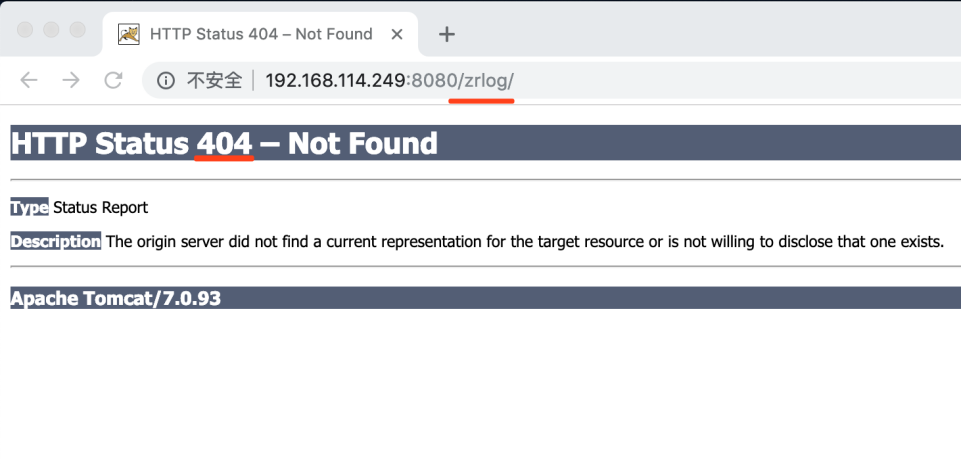 HTTP Status 404 – Not Found
不安全 192.168.114.249:8080/zrlog/
HTTP Status 404 – Not Found
Type Status Report
Description The origin server did not find a current representation for the target resource or is not willing to disclose that one exists.
Apache Tomcat/7.0.93